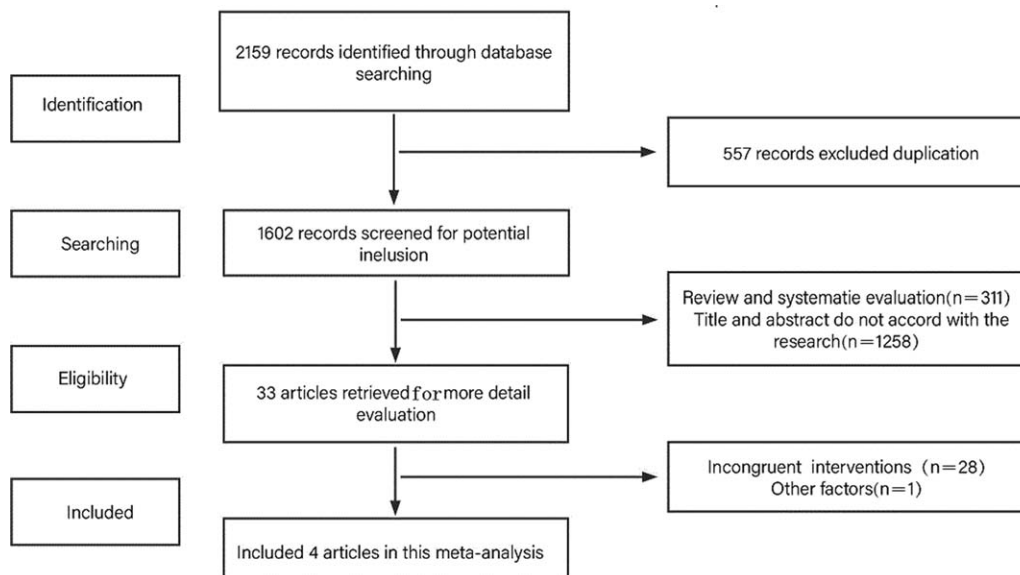 2159 records identified through database
searching
Identification
557 records excluded duplication
1602 records screened for potential
inelusion
Searching
Review and systematie evaluation(n=311)
Title and abstract do not accord with the
research(n=1258)
Eligibility
33 articles retrieved for more detail
evaluation
Incongruent interventions (n=28)
Other factors(n=1)
Included
Included 4 articles in this meta-analysis